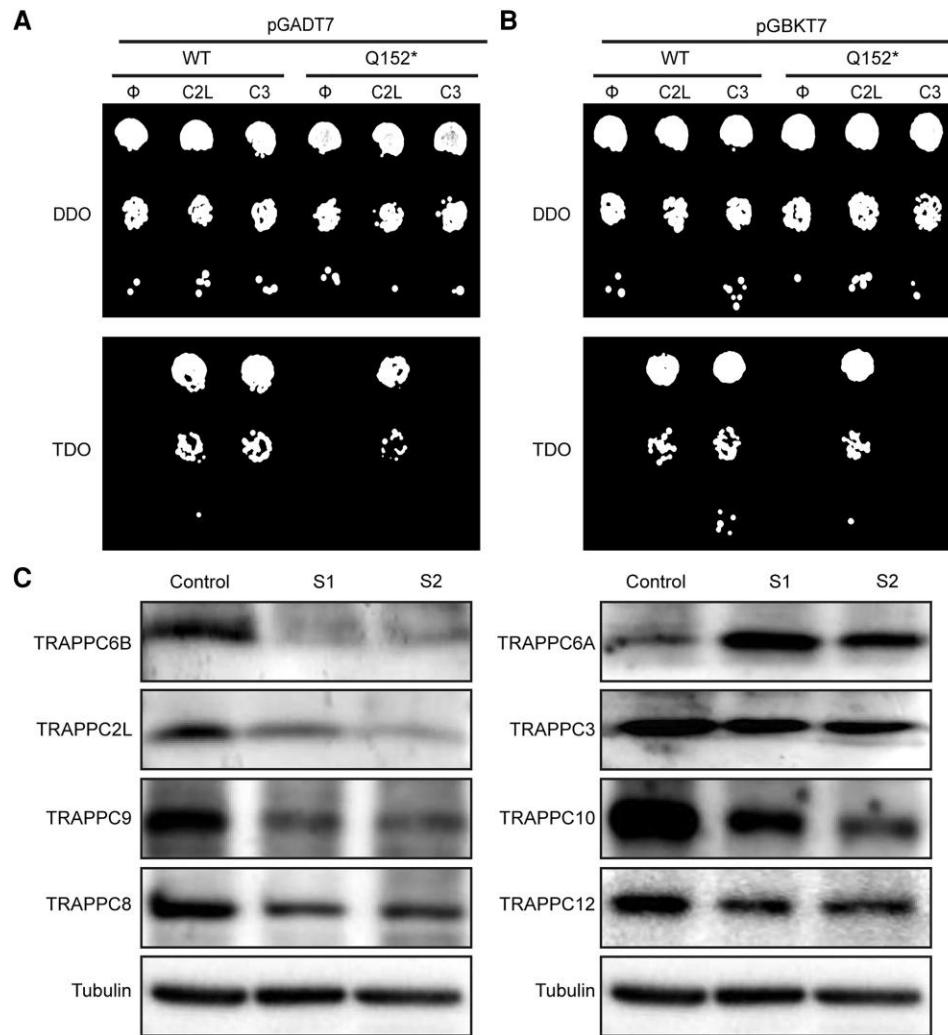 A
pGADT7
WT Q152*
Φ C2L C3 Φ C2L C3
DDO
TDO
B
pGBKT7
WT Q152*
Φ C2L C3 Φ C2L C3
DDO
TDO
C
Control S1 S2
TRAPPC6B
TRAPPC2L
TRAPPC9
TRAPPC8
Tubulin
Control S1 S2
TRAPPC6A
TRAPPC3
TRAPPC10
TRAPPC12
Tubulin